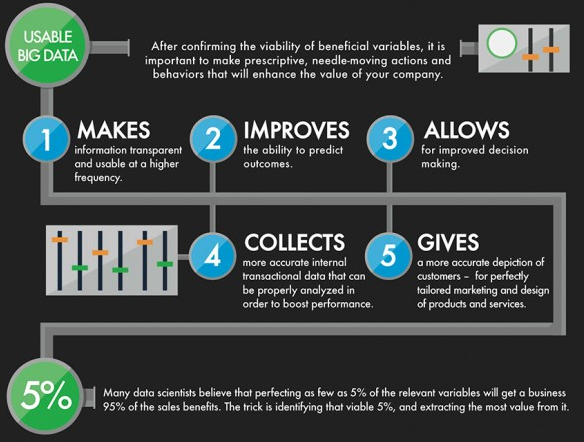 USABLE
BIG DATA
After confirming the viability of beneficial variables, it is
important to make prescriptive, needle-moving actions and
behaviors that will enhance the value of your company.
1
MAKES
information transparent
and usable at a higher
frequency.
2
IMPROVES
the ability to predict
outcomes.
3
ALLOWS
for improved decision
making.
4
COLLECTS
more accurate internal
transactional data that can
be properly analyzed in
order to boost performance.
5
GIVES
a more accurate depiction of
customers – for perfectly
tailored marketing and design
of products and services.
5%
Many data scientists believe that perfecting as few as 5% of the relevant variables will get a business
95% of the sales benefits. The trick is identifying that viable 5%, and extracting the most value from it.